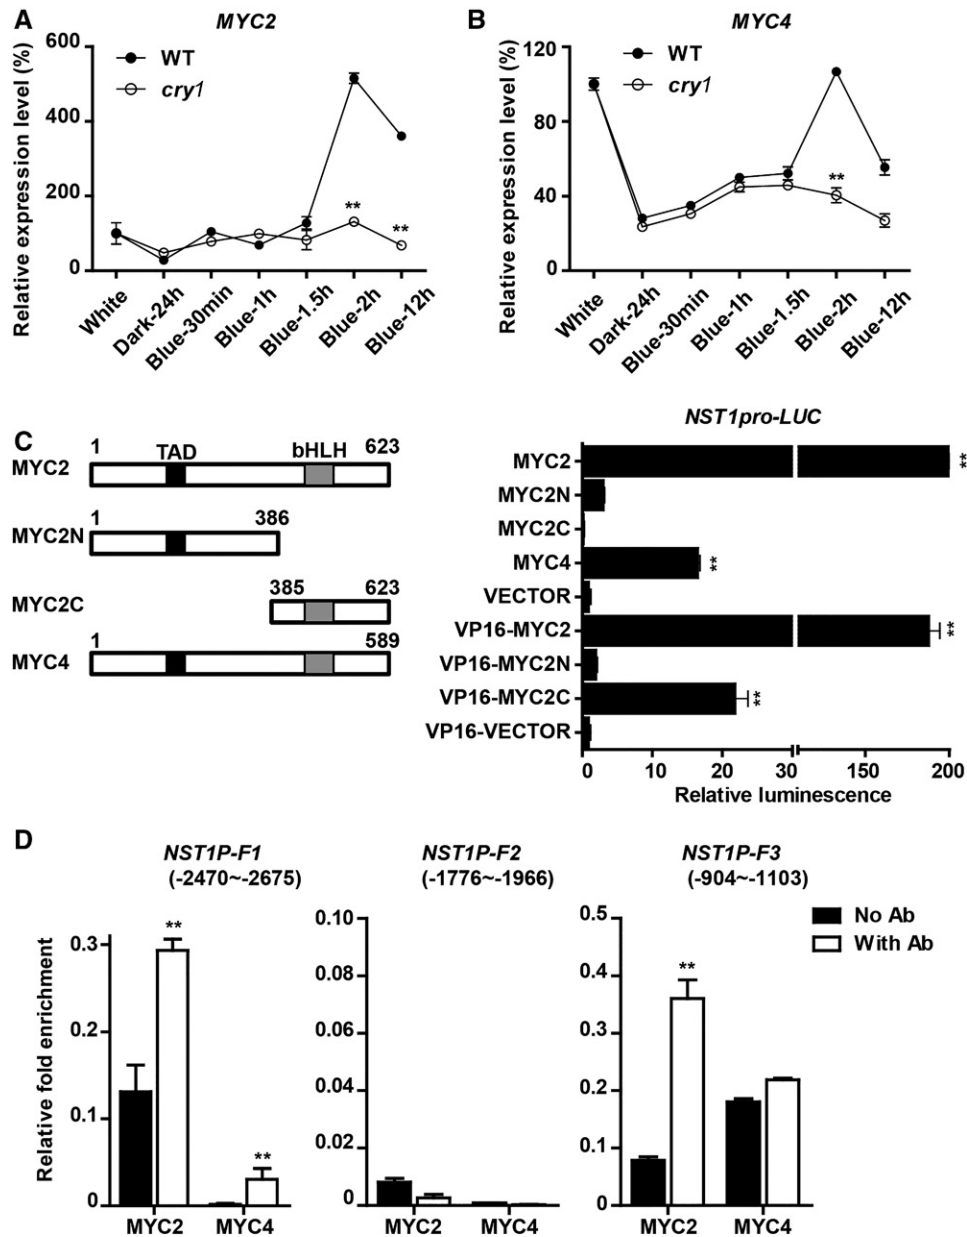 A
MYC2
Relative expression level (%)
600
400
200
0
WT
cry1
**
**
White
Dark-24h
Blue-30min
Blue-1h
Blue-1.5h
Blue-2h
Blue-12h
B
MYC4
Relative expression level (%)
120
80
40
0
WT
cry1
**
White
Dark-24h
Blue-30min
Blue-1h
Blue-1.5h
Blue-2h
Blue-12h
C
1
TAD
bHLH
623
MYC2
1
386
MYC2N
385
623
MYC2C
1
589
MYC4
NST1pro-LUC
MYC2
**
MYC2N
MYC2C
MYC4
**
VECTOR
VP16-MYC2
**
VP16-MYC2N
VP16-MYC2C
**
VP16-VECTOR
0 10 20 30 150 200
Relative luminescence
D
NST1P-F1
(-2470~-2675)
Relative fold enrichment
0.3
0.2
0.1
0
**
**
MYC2 MYC4
NST1P-F2
(-1776~-1966)
0.10
0.08
0.06
0.04
0.02
0
MYC2 MYC4
NST1P-F3
(-904~-1103)
0.5
0.4
0.3
0.2
0.1
0
**
MYC2 MYC4
No Ab
With Ab